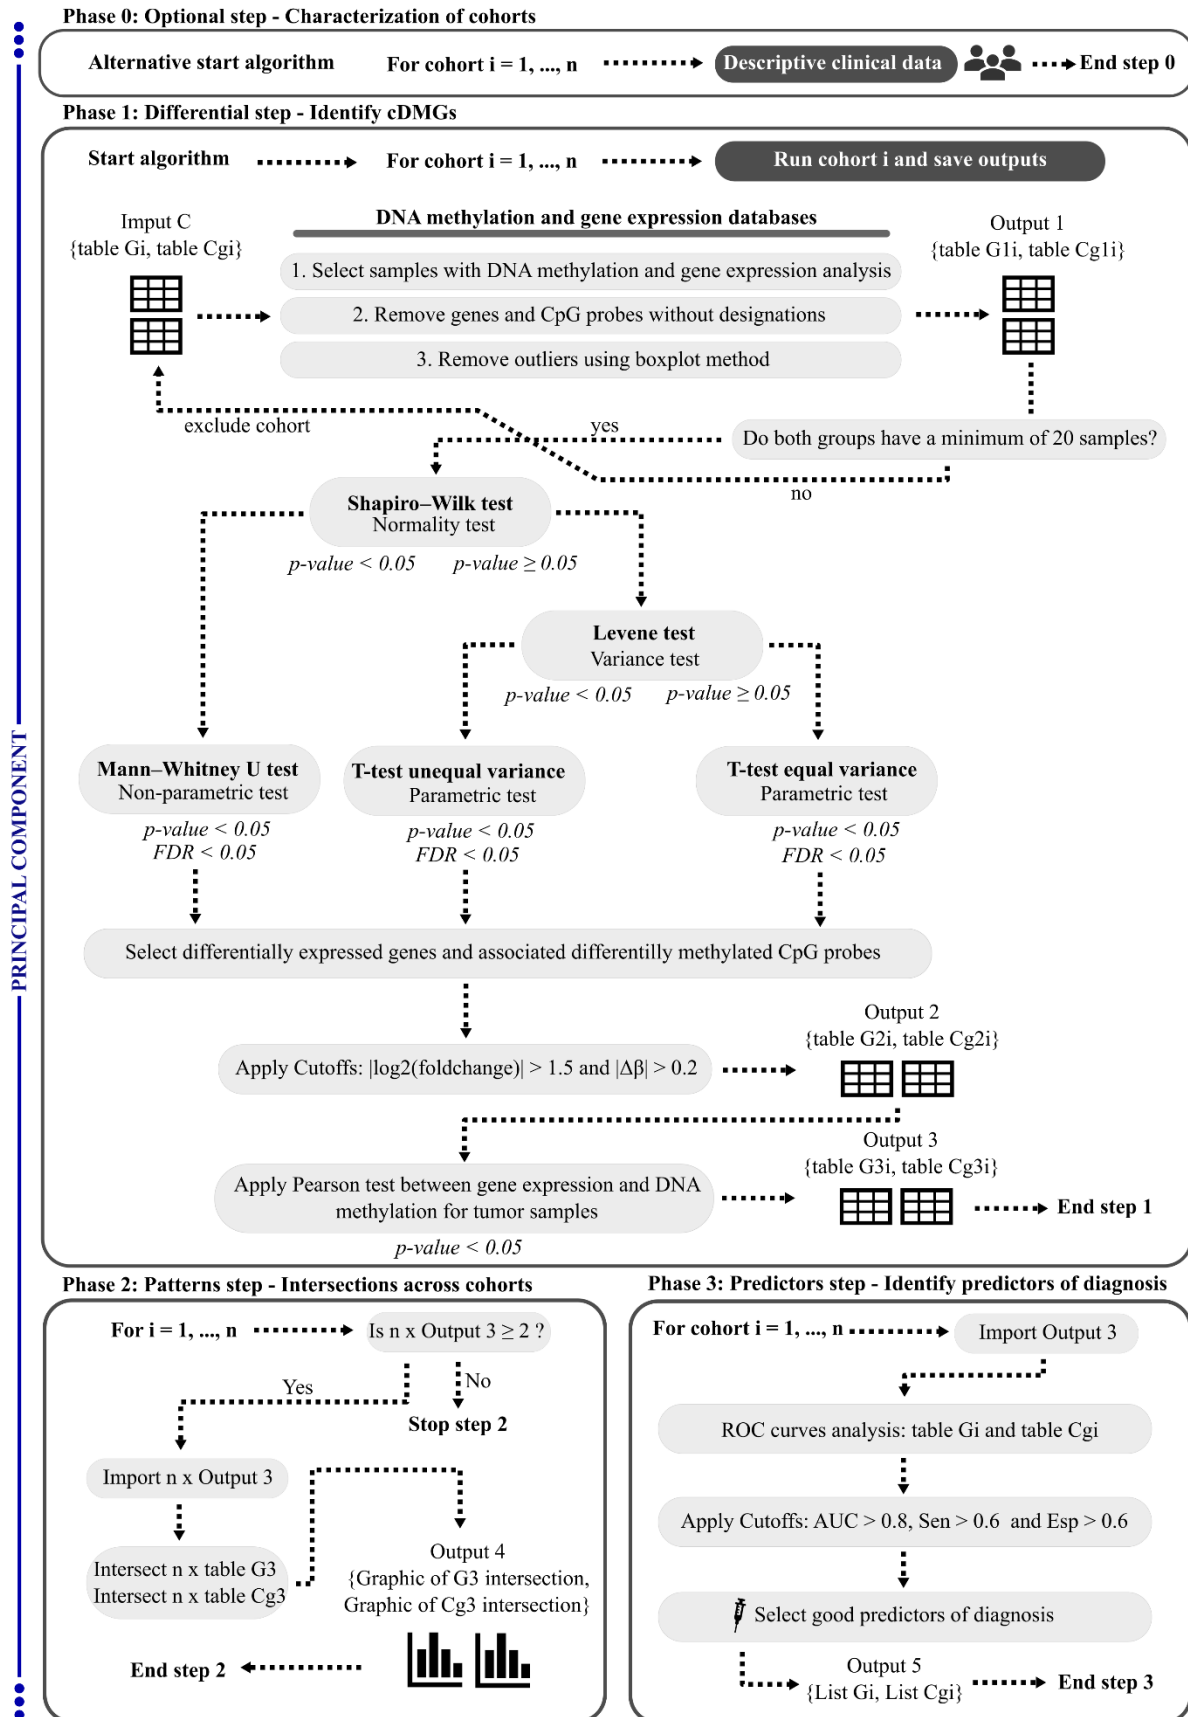 Phase 0: Optional step - Characterization of cohorts
Alternative start algorithm
For cohort i = 1, ..., n
Descriptive clinical data
End step 0
Phase 1: Differential step - Identify cDMGs
Start algorithm
For cohort i = 1, ..., n
Run cohort i and save outputs
Imput C
{table Gi, table Cgi}
DNA methylation and gene expression databases
1. Select samples with DNA methylation and gene expression analysis
2. Remove genes and CpG probes without designations
3. Remove outliers using boxplot method
Output 1
{table G1i, table Cg1i}
exclude cohort
yes
Do both groups have a minimum of 20 samples?
no
Shapiro–Wilk test
Normality test
p-value < 0.05
p-value ≥ 0.05
Levene test
Variance test
p-value < 0.05
p-value ≥ 0.05
Mann–Whitney U test
Non-parametric test
p-value < 0.05
FDR < 0.05
T-test unequal variance
Parametric test
p-value < 0.05
FDR < 0.05
T-test equal variance
Parametric test
p-value < 0.05
FDR < 0.05
Select differentially expressed genes and associated differentilly methylated CpG probes
Apply Cutoffs: |log2(foldchange)| > 1.5 and |Δβ| > 0.2
Output 2
{table G2i, table Cg2i}
Apply Pearson test between gene expression and DNA
methylation for tumor samples
p-value < 0.05
Output 3
{table G3i, table Cg3i}
End step 1
PRINCIPAL COMPONENT
Phase 2: Patterns step - Intersections across cohorts
For i = 1, ..., n
Is n x Output 3 ≥ 2 ?
Yes
No
Stop step 2
Import n x Output 3
Intersect n x table G3
Intersect n x table Cg3
Output 4
{Graphic of G3 intersection,
Graphic of Cg3 intersection}
End step 2
Phase 3: Predictors step - Identify predictors of diagnosis
For cohort i = 1, ..., n
Import Output 3
ROC curves analysis: table Gi and table Cgi
Apply Cutoffs: AUC > 0.8, Sen > 0.6 and Esp > 0.6
Select good predictors of diagnosis
Output 5
{List Gi, List Cgi}
End step 3